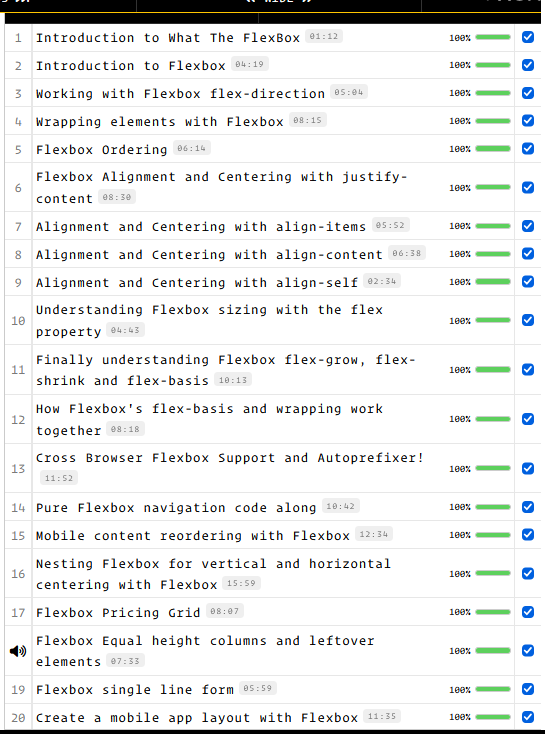 1 Introduction to What The FlexBox 01:12 100%
2 Introduction to Flexbox 04:19 100%
3 Working with Flexbox flex-direction 05:04 100%
4 Wrapping elements with Flexbox 08:15 100%
5 Flexbox Ordering 06:14 100%
6 Flexbox Alignment and Centering with justify-
content 08:30 100%
7 Alignment and Centering with align-items 05:52 100%
8 Alignment and Centering with align-content 06:38 100%
9 Alignment and Centering with align-self 02:34 100%
10 Understanding Flexbox sizing with the flex
property 04:43 100%
11 Finally understanding Flexbox flex-grow, flex-
shrink and flex-basis 10:13 100%
12 How Flexbox's flex-basis and wrapping work
together 08:18 100%
13 Cross Browser Flexbox Support and Autoprefixer!
11:52 100%
14 Pure Flexbox navigation code along 10:42 100%
15 Mobile content reordering with Flexbox 12:34 100%
16 Nesting Flexbox for vertical and horizontal
centering with Flexbox 15:59 100%
17 Flexbox Pricing Grid 08:07 100%
Flexbox Equal height columns and leftover
elements 07:33 100%
19 Flexbox single line form 05:59 100%
20 Create a mobile app layout with Flexbox 11:35 100%